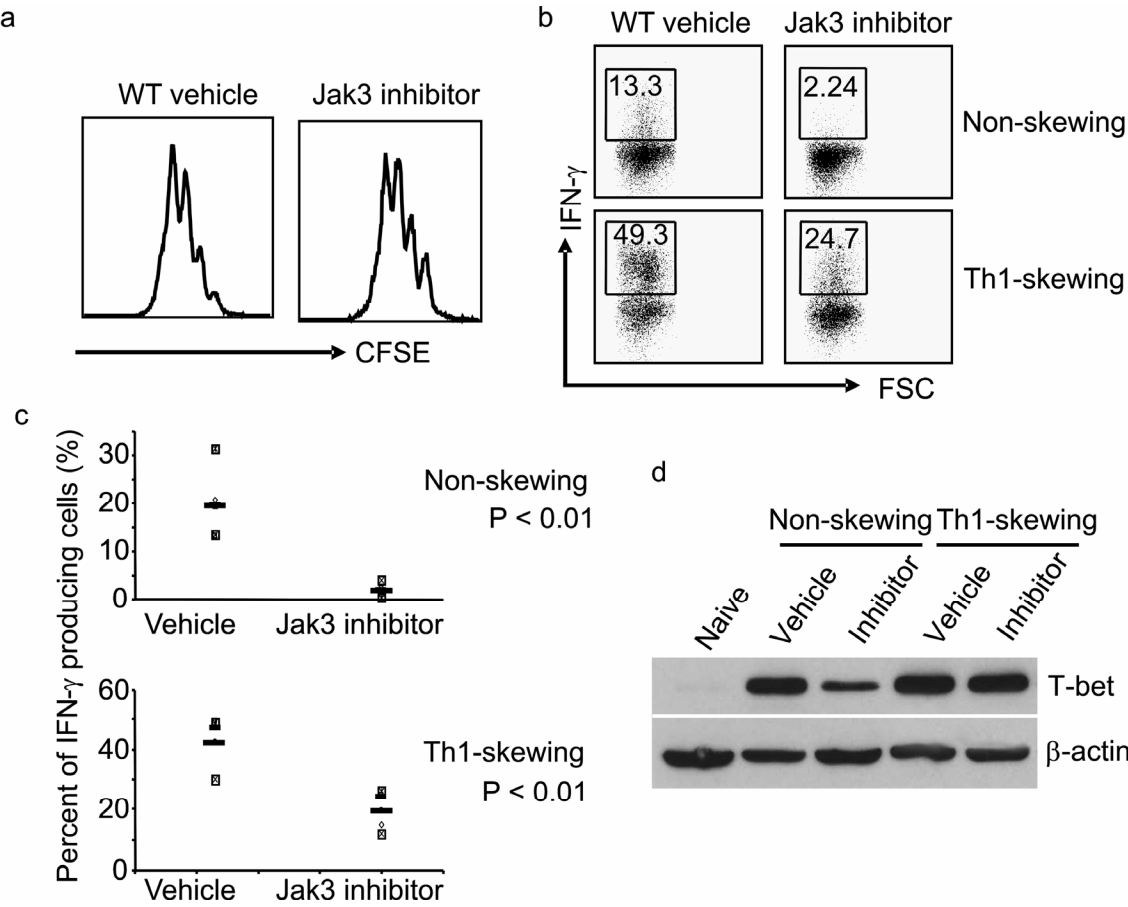 a
WT vehicle
Jak3 inhibitor
CFSE
b
WT vehicle
Jak3 inhibitor
13.3
2.24
Non-skewing
49.3
24.7
Th1-skewing
IFN-γ
FSC
c
Percent of IFN-γ producing cells (%)
30
20
10
0
Vehicle
Jak3 inhibitor
Non-skewing
P < 0.01
60
40
20
0
Vehicle
Jak3 inhibitor
Th1-skewing
P < 0.01
d
Non-skewing
Th1-skewing
Naive
Vehicle
Inhibitor
Vehicle
Inhibitor
T-bet
β-actin